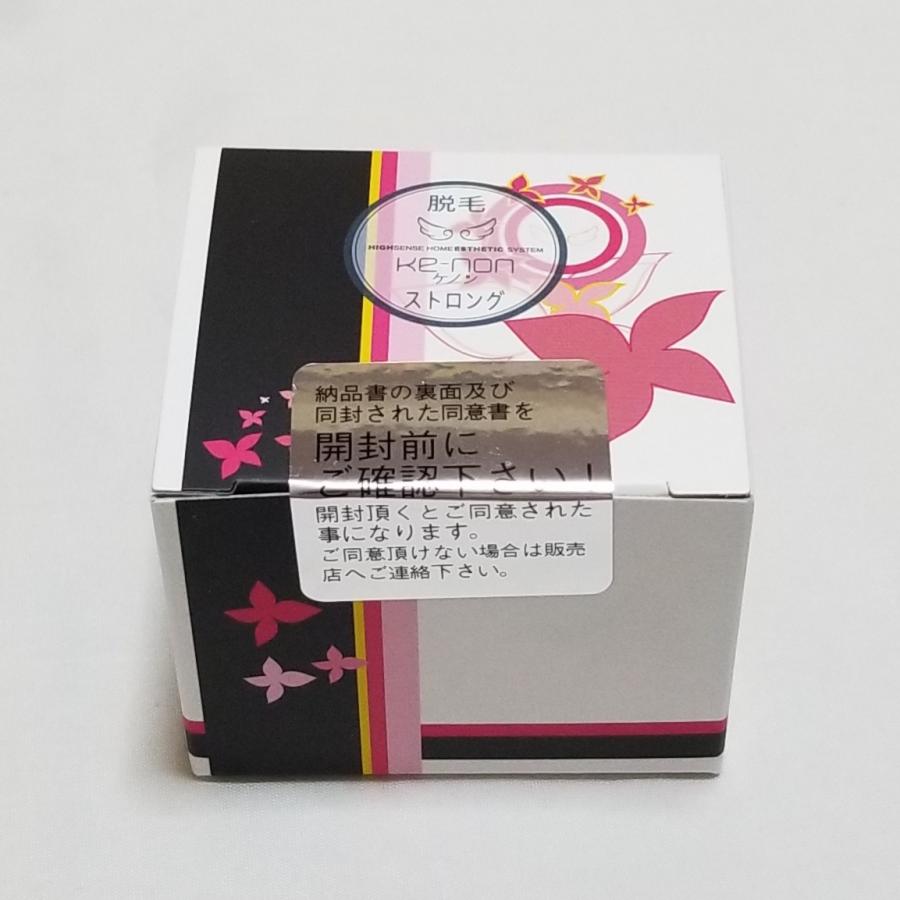 脱毛
HIGHSENSE HOME ESTHETIC SYSTEM
Ke-non
ケノン
ストロング
納品書の裏面及び
同封された同意書を
開封前に
ご確認下さい！
開封頂くとご同意された
事になります。
ご同意頂けない場合は販売
店へご連絡下さい。